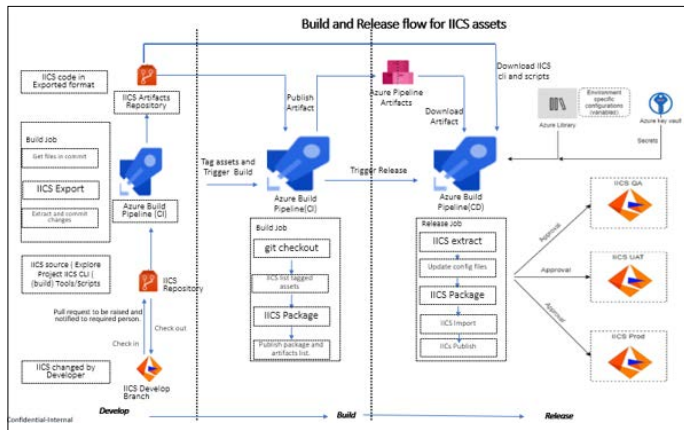 Build and Release flow for IICS assets
IICS code in
Exported format
IICS Artifacts
Repository
Build Job
Get files in commit
IICS Export
Extract and commit
changes
Azure Build
Pipeline (CI)
IICS source ( Explore
Project IICS CLI (
(build) Tools/Scripts
IICS
Repository
Pull request to be raised and
notified to required person.
Check out
Check in
IICS changed by
Developer
IICS Develop
Branch
Confidential-Internal
Develop
Tag assets and
Trigger Build
Publish
Artifact
Azure Build
Pipeline(CI)
Build Job
git checkout
IICS list tagged
assets
IICS Package
Publish package and
artifacts list.
Build
Azure Pipeline
Artifacts
Download
Artifact
Trigger Release
Download IICS
cli and scripts
Azure Build
Pipeline(CD)
Release Job
IICS extract
Update config files
IICS Package
IICS Import
IICs Publish
Release
Azure Library
Environment
specific
configurations
(variables)
Azure key vault
Secrets
Approval
IICS QA
Approval
IICS UAT
Approval
IICS Prod